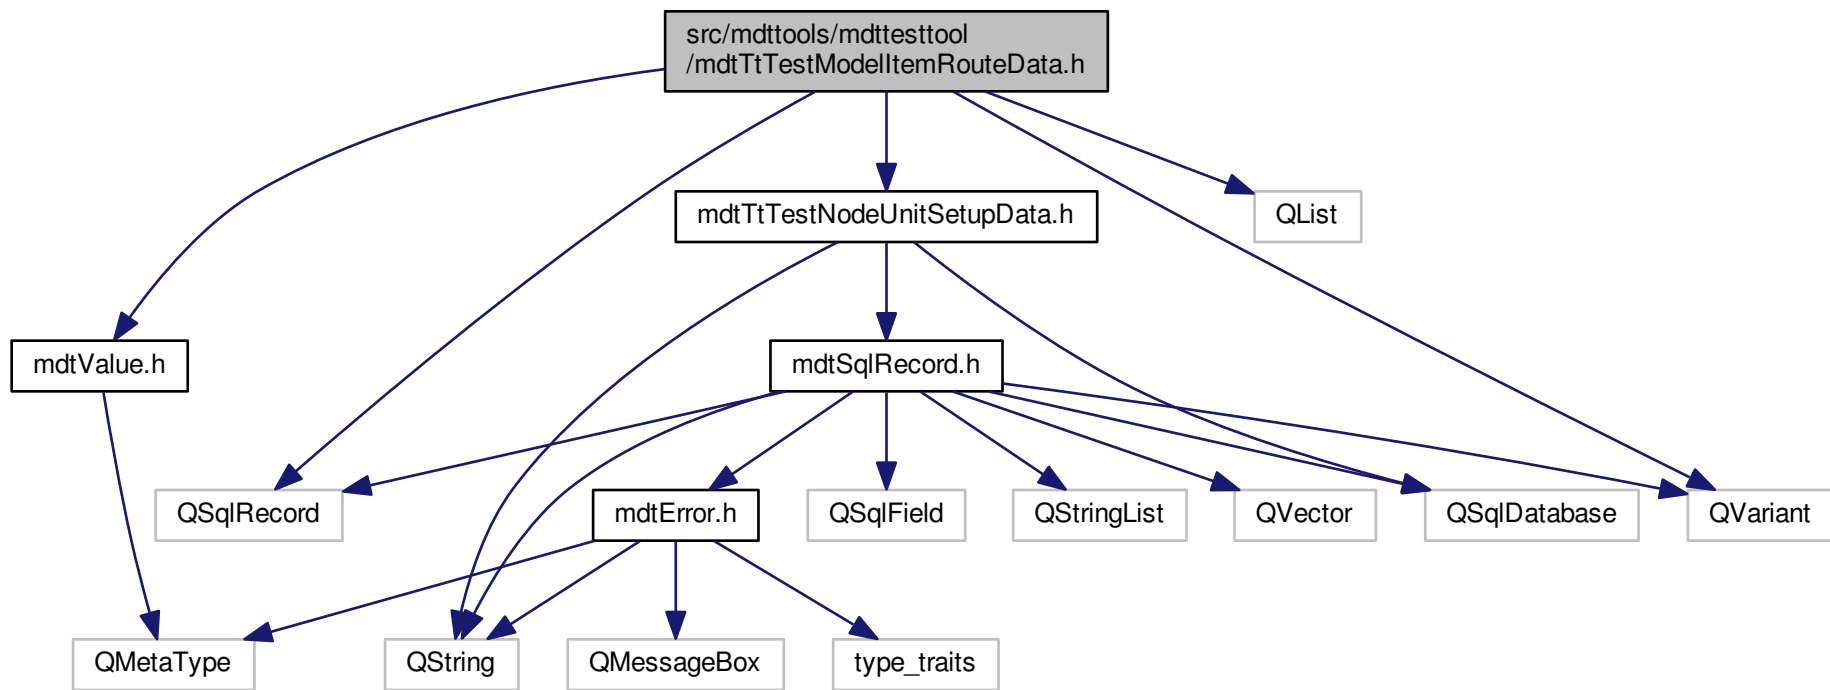 src/mdttools/mdttesttool
/mdtTtTestModelItemRouteData.h
mdtTtTestNodeUnitSetupData.h
QList
mdtValue.h
mdtSqlRecord.h
QSqlRecord
mdtError.h
QSqlField
QStringList
QVector
QSqlDatabase
QVariant
QMetaType
QString
QMessageBox
type_traits